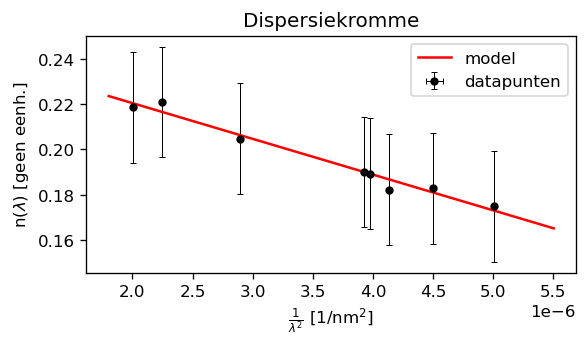 Dispersiekromme
n(λ) [geen eenh.]
0.24
0.22
0.20
0.18
0.16
model
datapunten
2.0 2.5 3.0 3.5 4.0 4.5 5.0 5.5
1e−6
1/λ² [1/nm²]